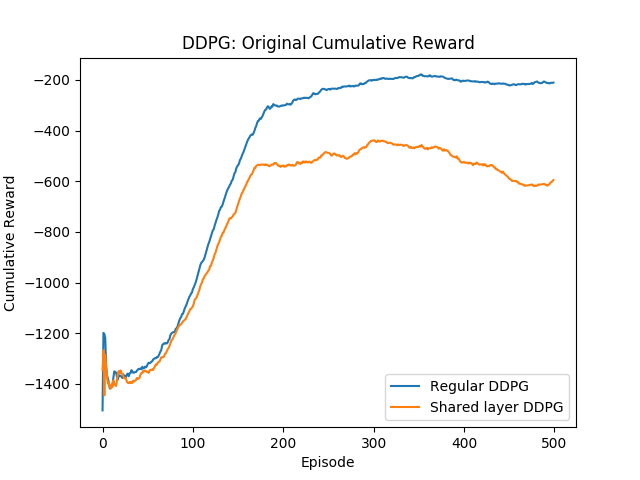 DDPG: Original Cumulative Reward
−200
−400
−600
−800
−1000
−1200
−1400
Cumulative Reward
0
100
200
300
400
500
Episode
Regular DDPG
Shared layer DDPG